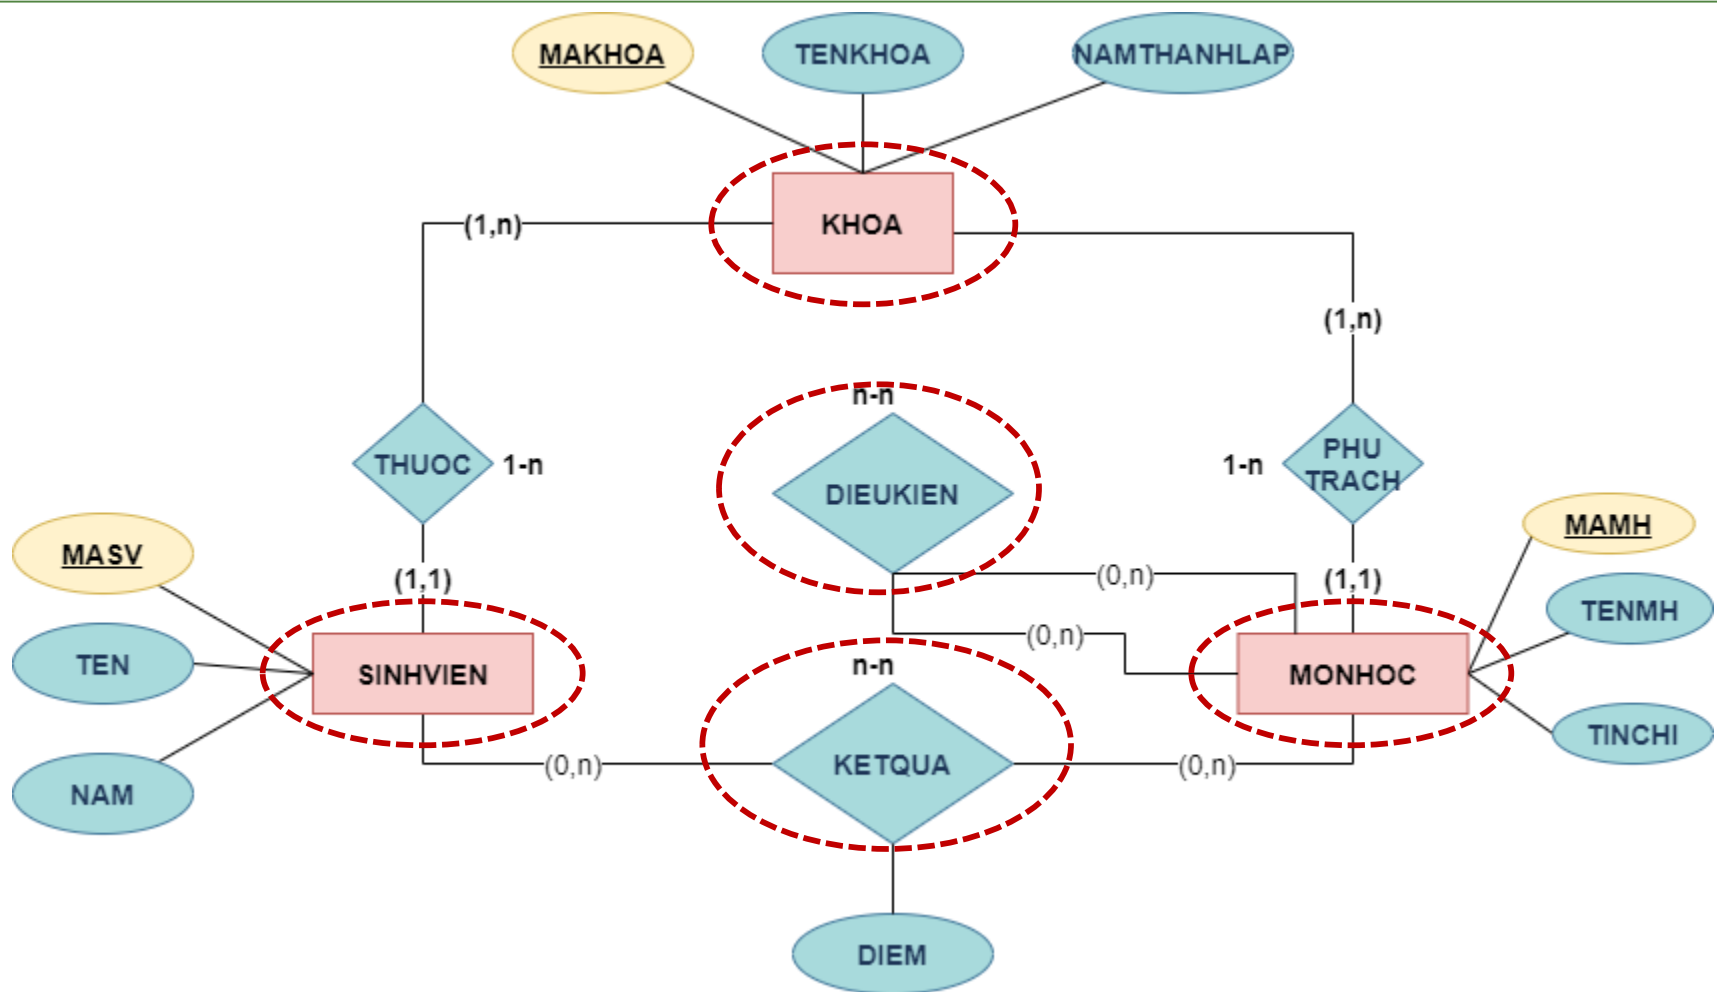 MAKHOA
TENKHOA
NAMTHANHLAP
KHOA
(1,n)
(1,n)
n-n
THUOC
1-n
DIEUKIEN
1-n
PHU
TRACH
MAMH
MASV
(1,1)
(0,n)
(1,1)
TENMH
TEN
SINHVIEN
(0,n)
n-n
MONHOC
TINCHI
NAM
(0,n)
KETQUA
(0,n)
DIEM